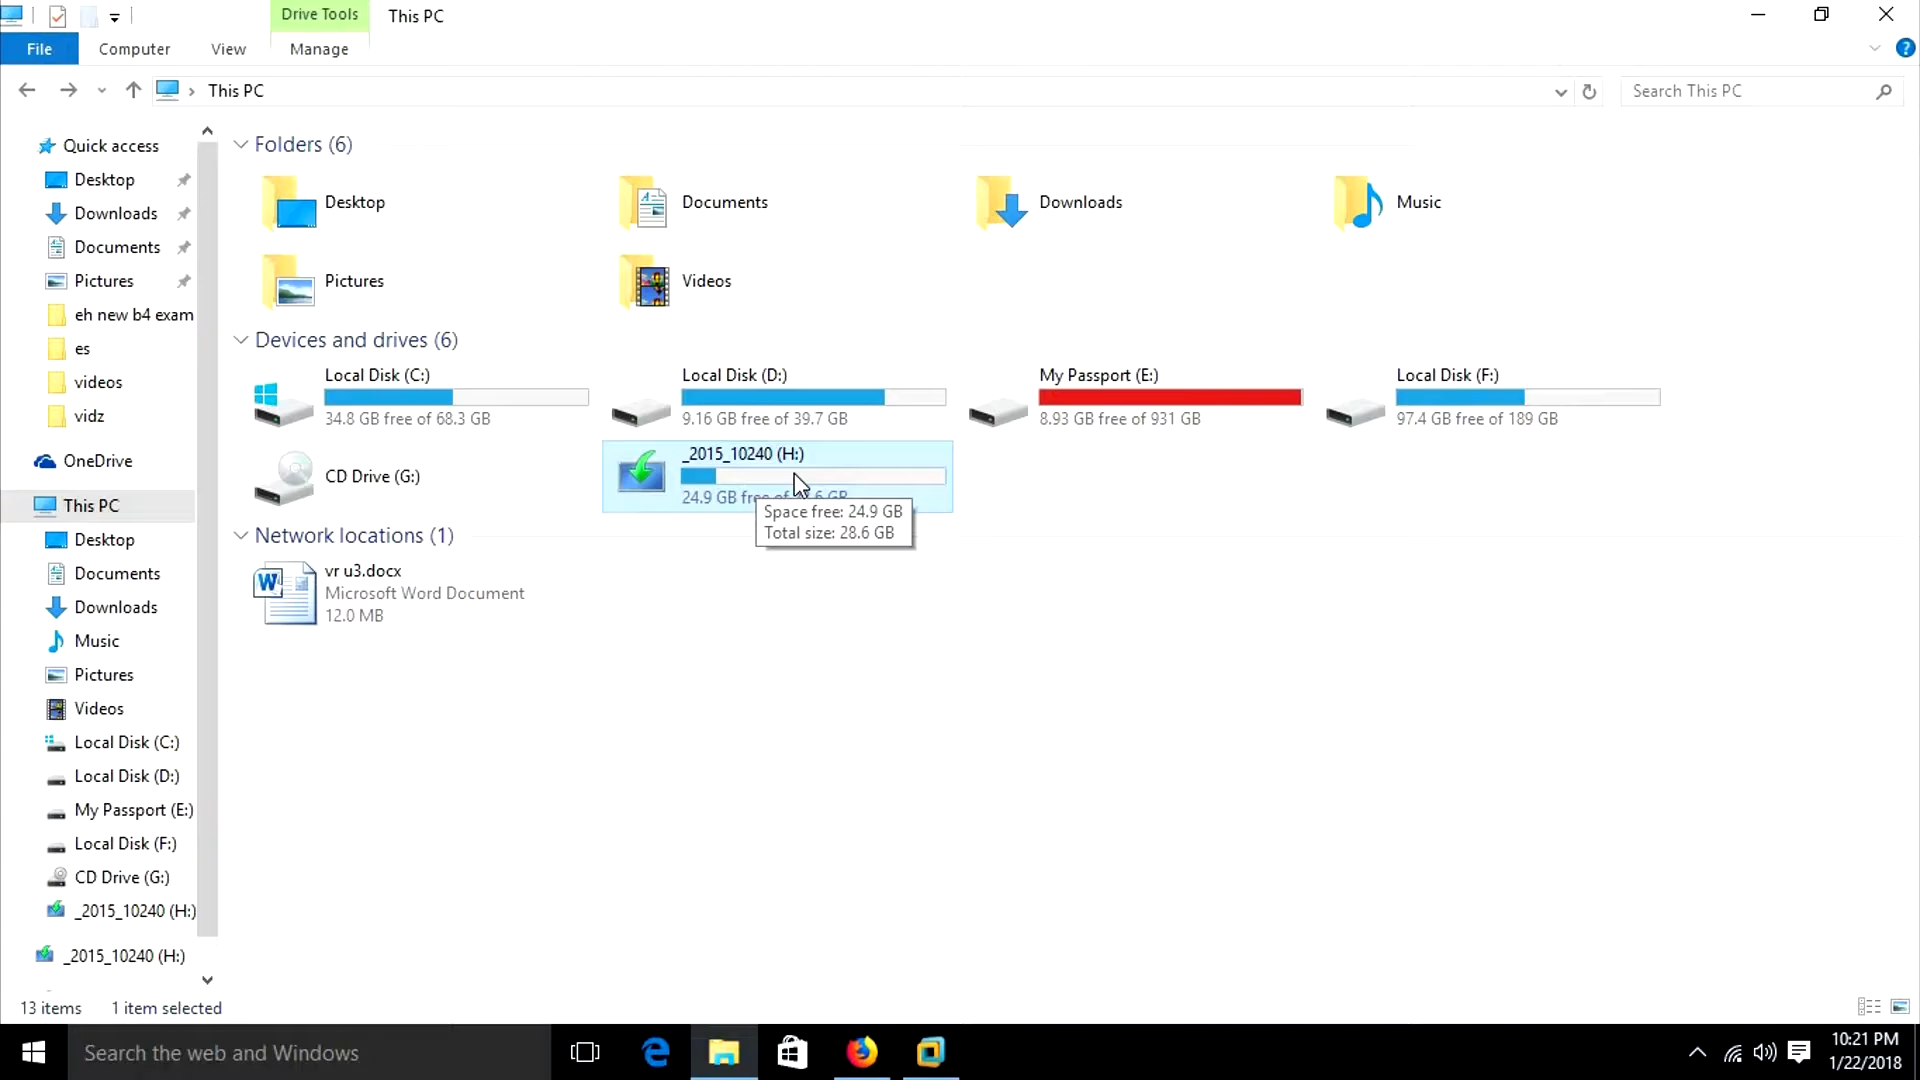 Drive Tools
This PC
File
Computer
View
Manage
This PC
Search This PC
Quick access
Desktop
Downloads
Documents
Pictures
eh new b4 exam
es
videos
vidz
OneDrive
This PC
Desktop
Documents
Downloads
Music
Pictures
Videos
Local Disk (C:)
Local Disk (D:)
My Passport (E:)
Local Disk (F:)
CD Drive (G:)
_2015_10240 (H:)
_2015_10240 (H:)
Folders (6)
Desktop
Documents
Downloads
Music
Pictures
Videos
Devices and drives (6)
Local Disk (C:)
34.8 GB free of 68.3 GB
Local Disk (D:)
9.16 GB free of 39.7 GB
My Passport (E:)
8.93 GB free of 931 GB
Local Disk (F:)
97.4 GB free of 189 GB
CD Drive (G:)
_2015_10240 (H:)
24.9 GB free of
Space free: 24.9 GB
Total size: 28.6 GB
Network locations (1)
vr u3.docx
Microsoft Word Document
12.0 MB
13 items 1 item selected
Search the web and Windows
10:21 PM
1/22/2018